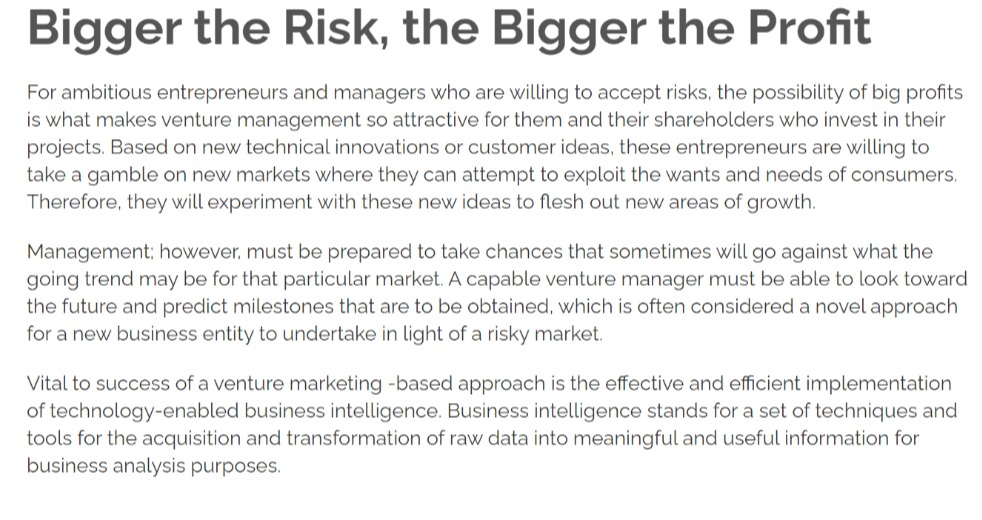 Bigger the Risk, the Bigger the Profit
For ambitious entrepreneurs and managers who are willing to accept risks, the possibility of big profits
is what makes venture management so attractive for them and their shareholders who invest in their
projects. Based on new technical innovations or customer ideas, these entrepreneurs are willing to
take a gamble on new markets where they can attempt to exploit the wants and needs of consumers.
Therefore, they will experiment with these new ideas to flesh out new areas of growth.
Management; however, must be prepared to take chances that sometimes will go against what the
going trend may be for that particular market. A capable venture manager must be able to look toward
the future and predict milestones that are to be obtained, which is often considered a novel approach
for a new business entity to undertake in light of a risky market.
Vital to success of a venture marketing -based approach is the effective and efficient implementation
of technology-enabled business intelligence. Business intelligence stands for a set of techniques and
tools for the acquisition and transformation of raw data into meaningful and useful information for
business analysis purposes.